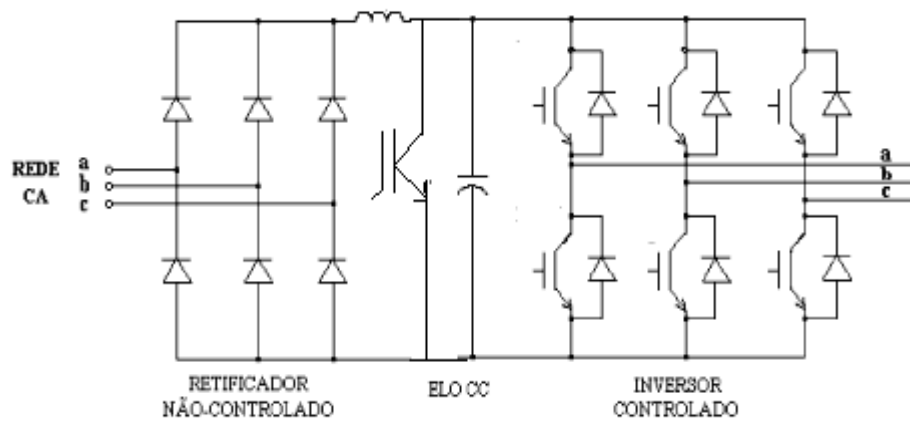 REDE
CA
a
b
c
a
b
c
RETIFICADOR
NÃO-CONTROLADO
ELO CC
INVERSOR
CONTROLADO